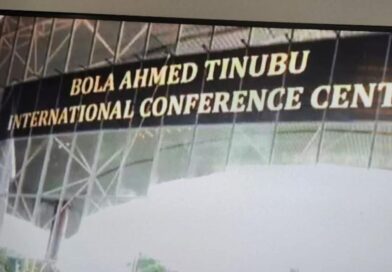 BOLA AHMED TINUBU
INTERNATIONAL CONFERENCE CENT